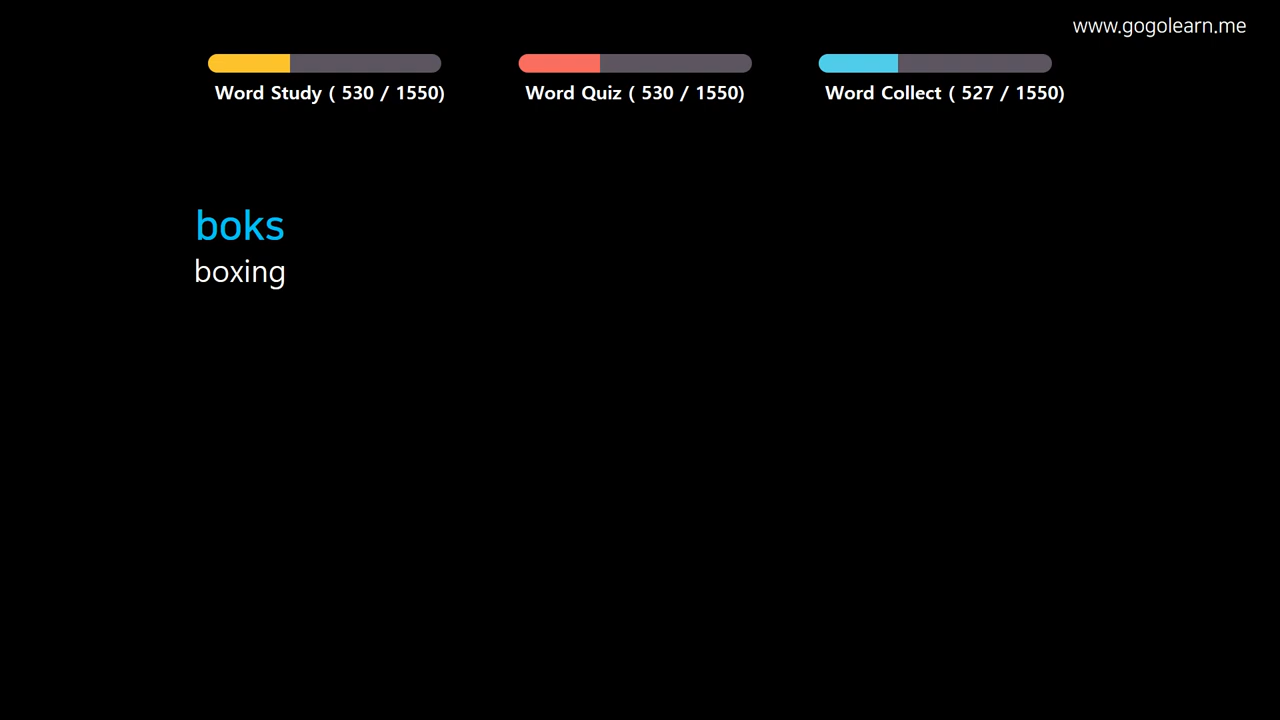 www.gogolearn.me
Word Study ( 530 / 1550)
Word Quiz ( 530 / 1550)
Word Collect ( 527 / 1550)
boks
boxing